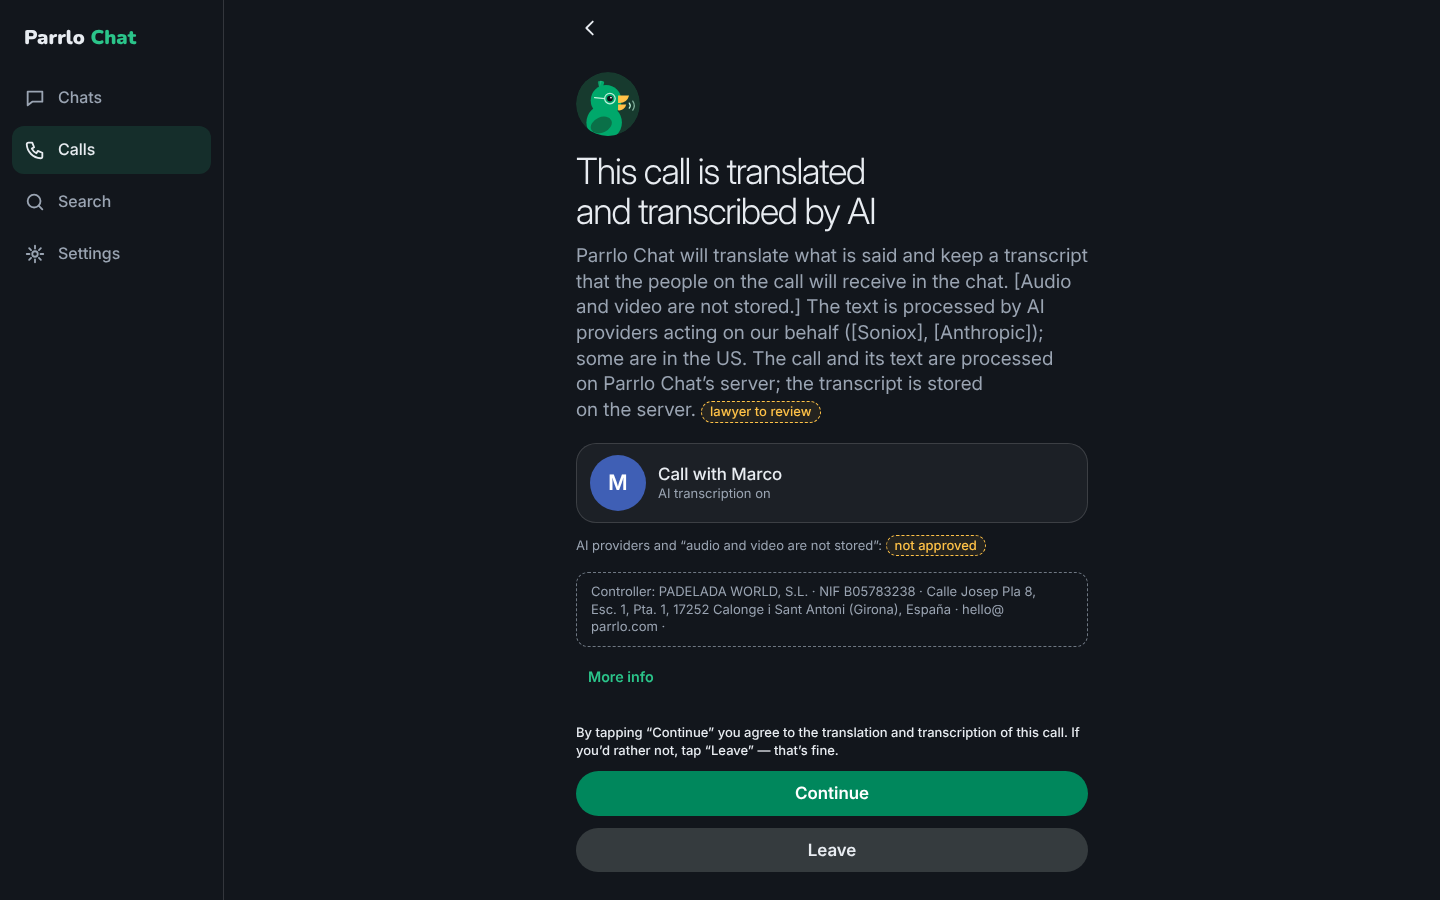 Parrlo Chat
Chats
Calls
Search
Settings
This call is translated
and transcribed by AI
Parrlo Chat will translate what is said and keep a transcript
that the people on the call will receive in the chat. [Audio
and video are not stored.] The text is processed by AI
providers acting on our behalf ([Soniox], [Anthropic]);
some are in the US. The call and its text are processed
on Parrlo Chat’s server; the transcript is stored
on the server. lawyer to review
M
Call with Marco
AI transcription on
AI providers and “audio and video are not stored”: not approved
Controller: PADELADA WORLD, S.L. · NIF B05783238 · Calle Josep Pla 8,
Esc. 1, Pta. 1, 17252 Calonge i Sant Antoni (Girona), España · hello@
parrlo.com ·
More info
By tapping “Continue” you agree to the translation and transcription of this call. If
you’d rather not, tap “Leave” — that’s fine.
Continue
Leave